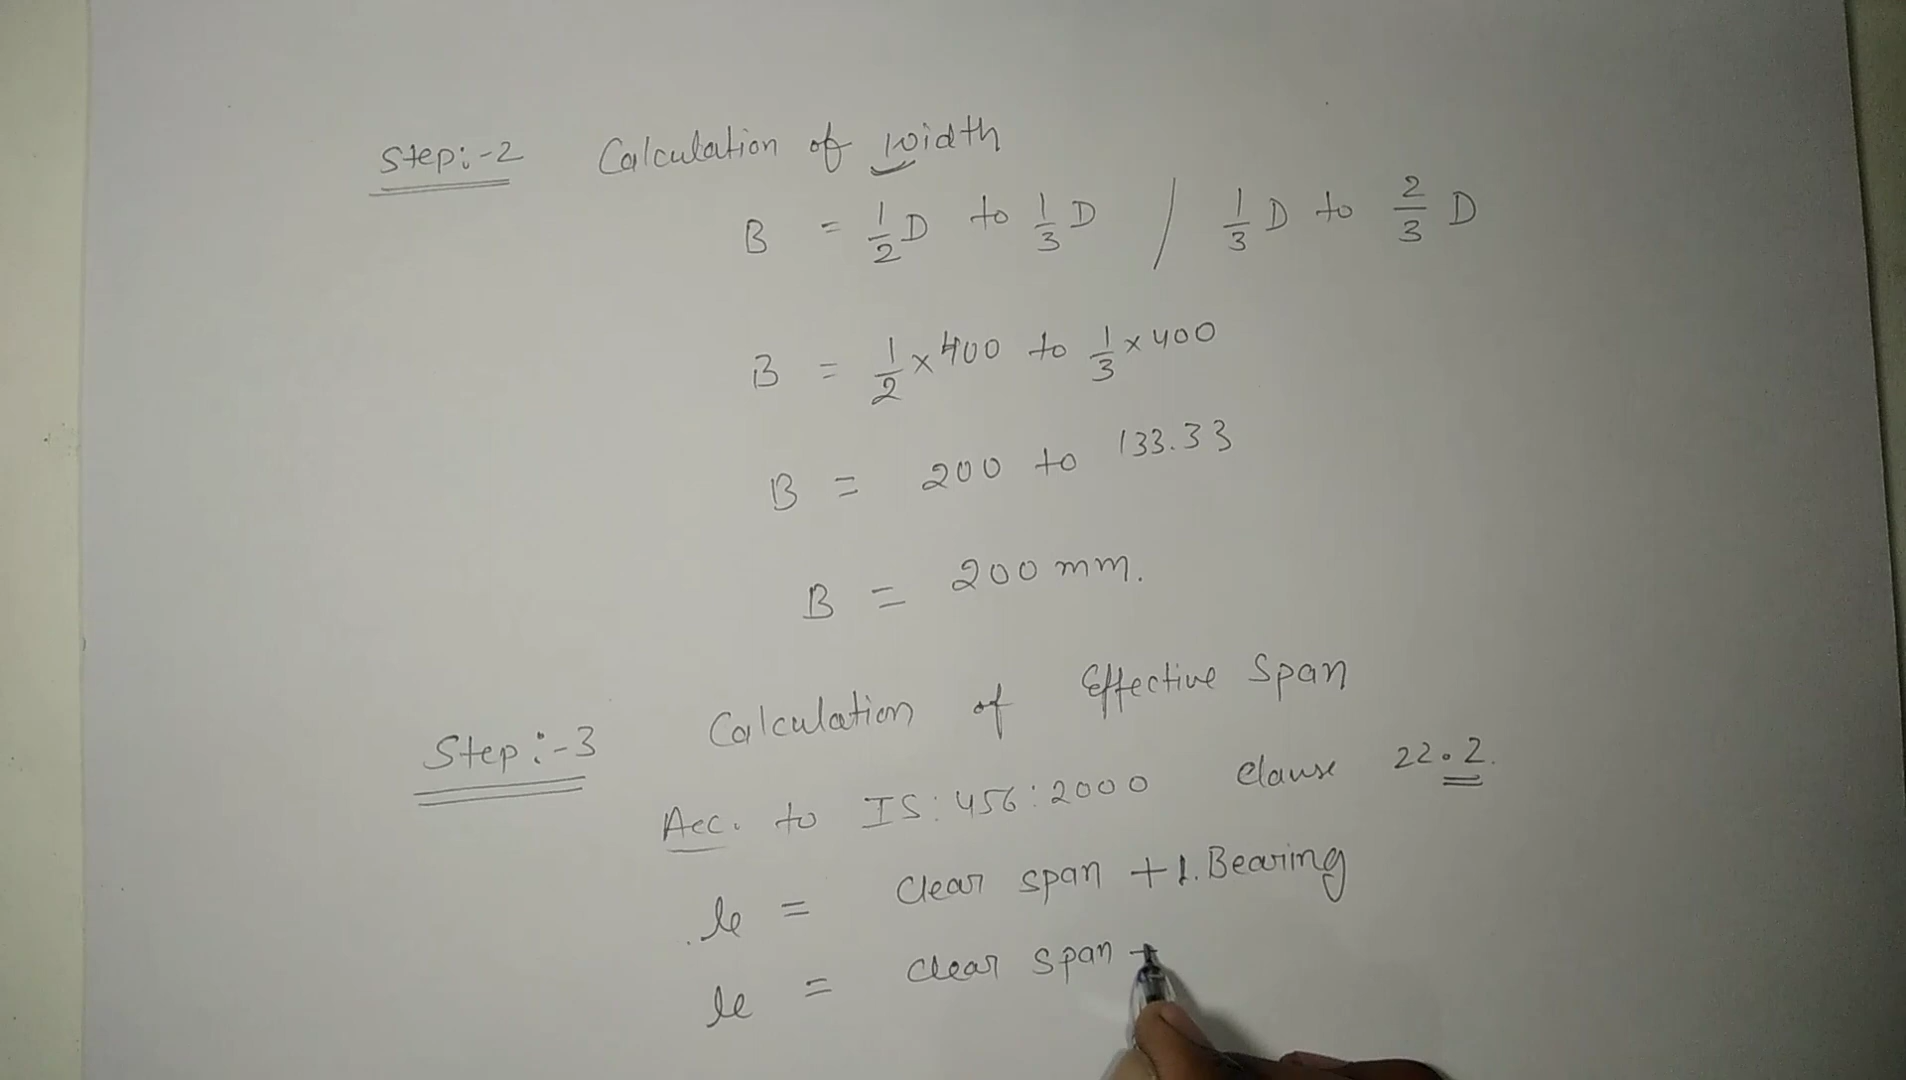 Step:-2 Calculation of width
B = 1/2 D to 1/3 D / 1/3 D to 2/3 D
B = 1/2 x 400 to 1/3 x 400
B = 200 to 133.33
B = 200 mm.
Step:-3 Calculation of Effective Span
Acc. to IS:456:2000 Clause 22.2.
le = Clear span + 1. Bearing
le = Clear span +